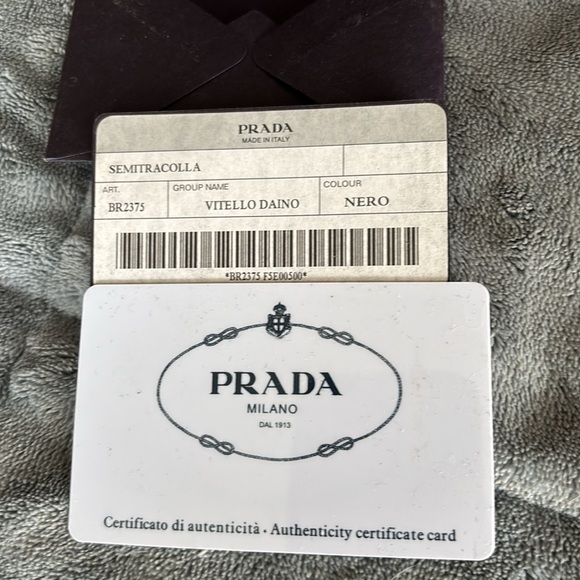 PRADA
MADE IN ITALY
SEMITRACOLLA
ART. GROUP NAME COLOUR
BR2375 VITELLO DAINO NERO
*BR2375 F5E00500*
PRADA
MILANO
DAL 1913
Certificato di autenticità . Authenticity certificate card